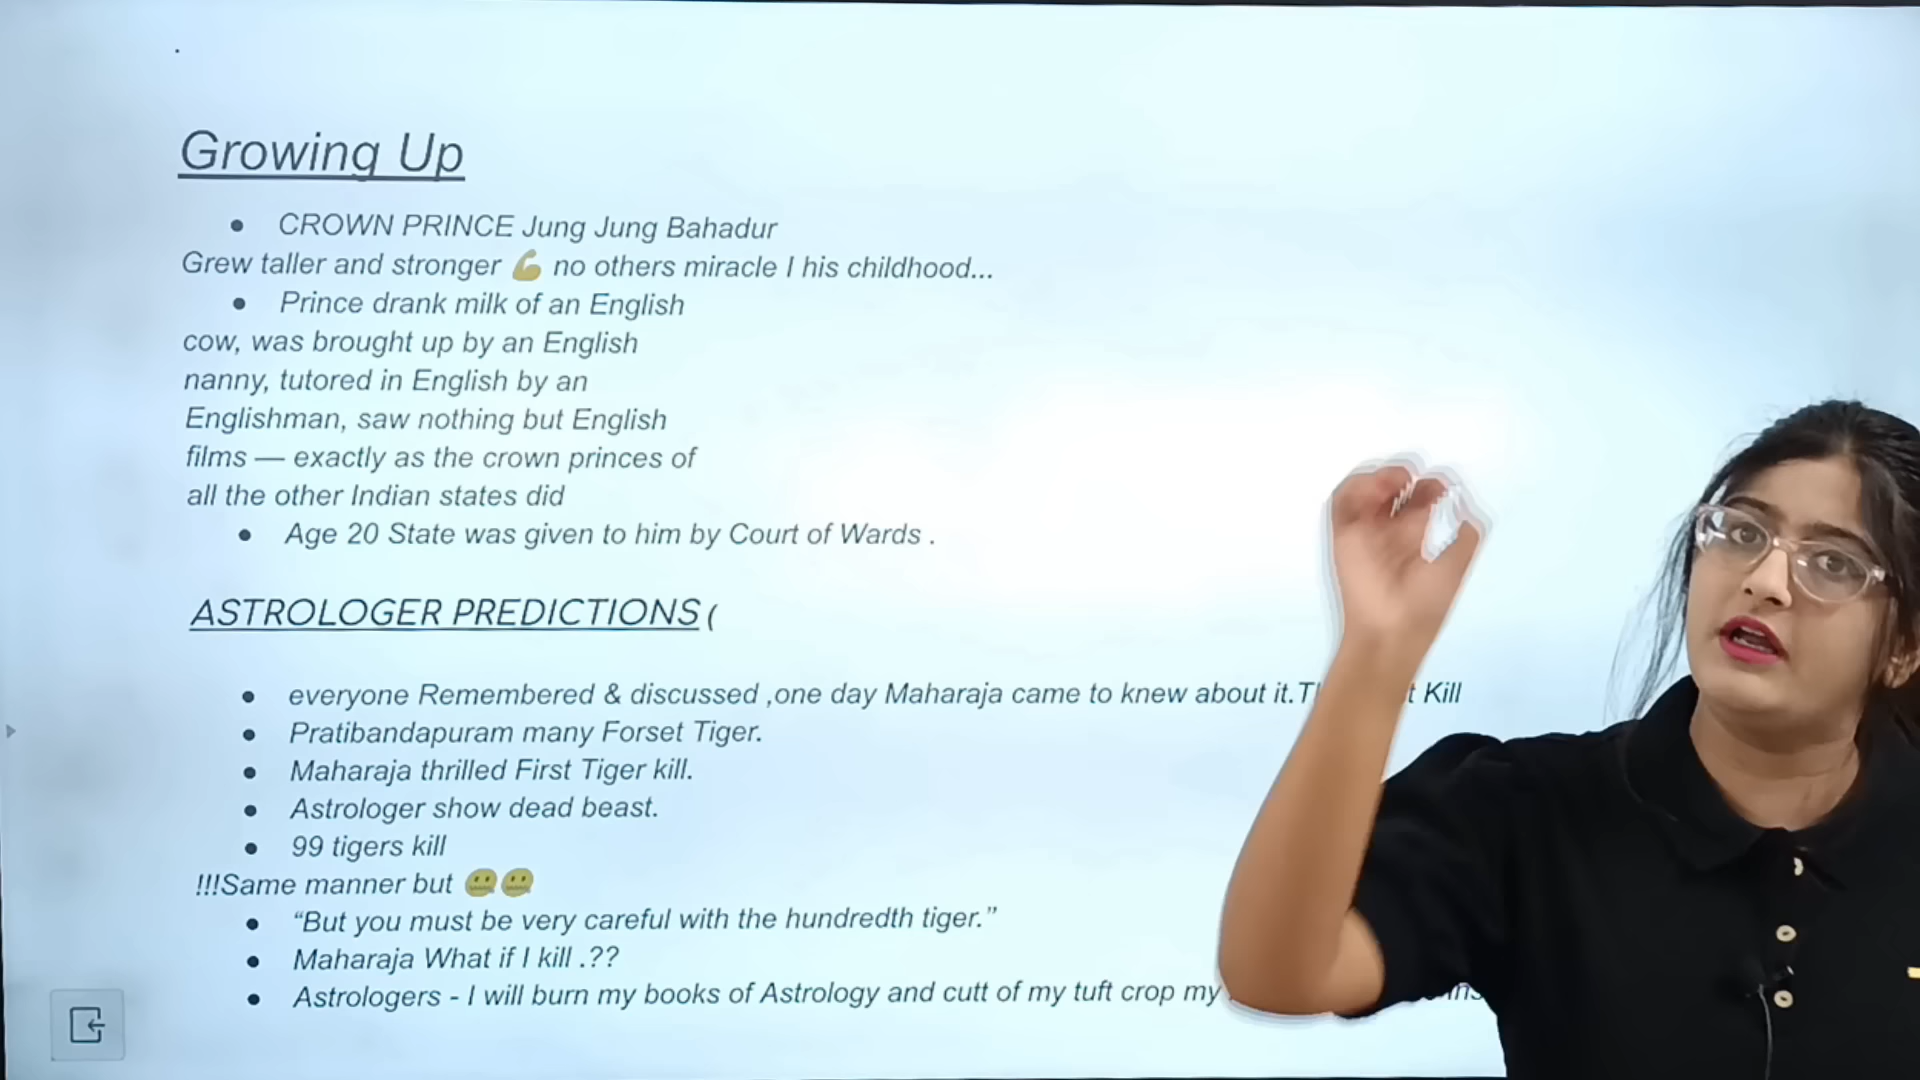 Growing Up
• CROWN PRINCE Jung Jung Bahadur
Grew taller and stronger 💪 no others miracle I his childhood...
• Prince drank milk of an English
cow, was brought up by an English
nanny, tutored in English by an
Englishman, saw nothing but English
films — exactly as the crown princes of
all the other Indian states did
• Age 20 State was given to him by Court of Wards .
ASTROLOGER PREDICTIONS (
• everyone Remembered & discussed ,one day Maharaja came to knew about it. Kill
• Pratibandapuram many Forset Tiger.
• Maharaja thrilled First Tiger kill.
• Astrologer show dead beast.
• 99 tigers kill
!!!Same manner but 🤐🤐
• “But you must be very careful with the hundredth tiger.”
• Maharaja What if I kill .??
• Astrologers - I will burn my books of Astrology and cutt of my tuft crop my